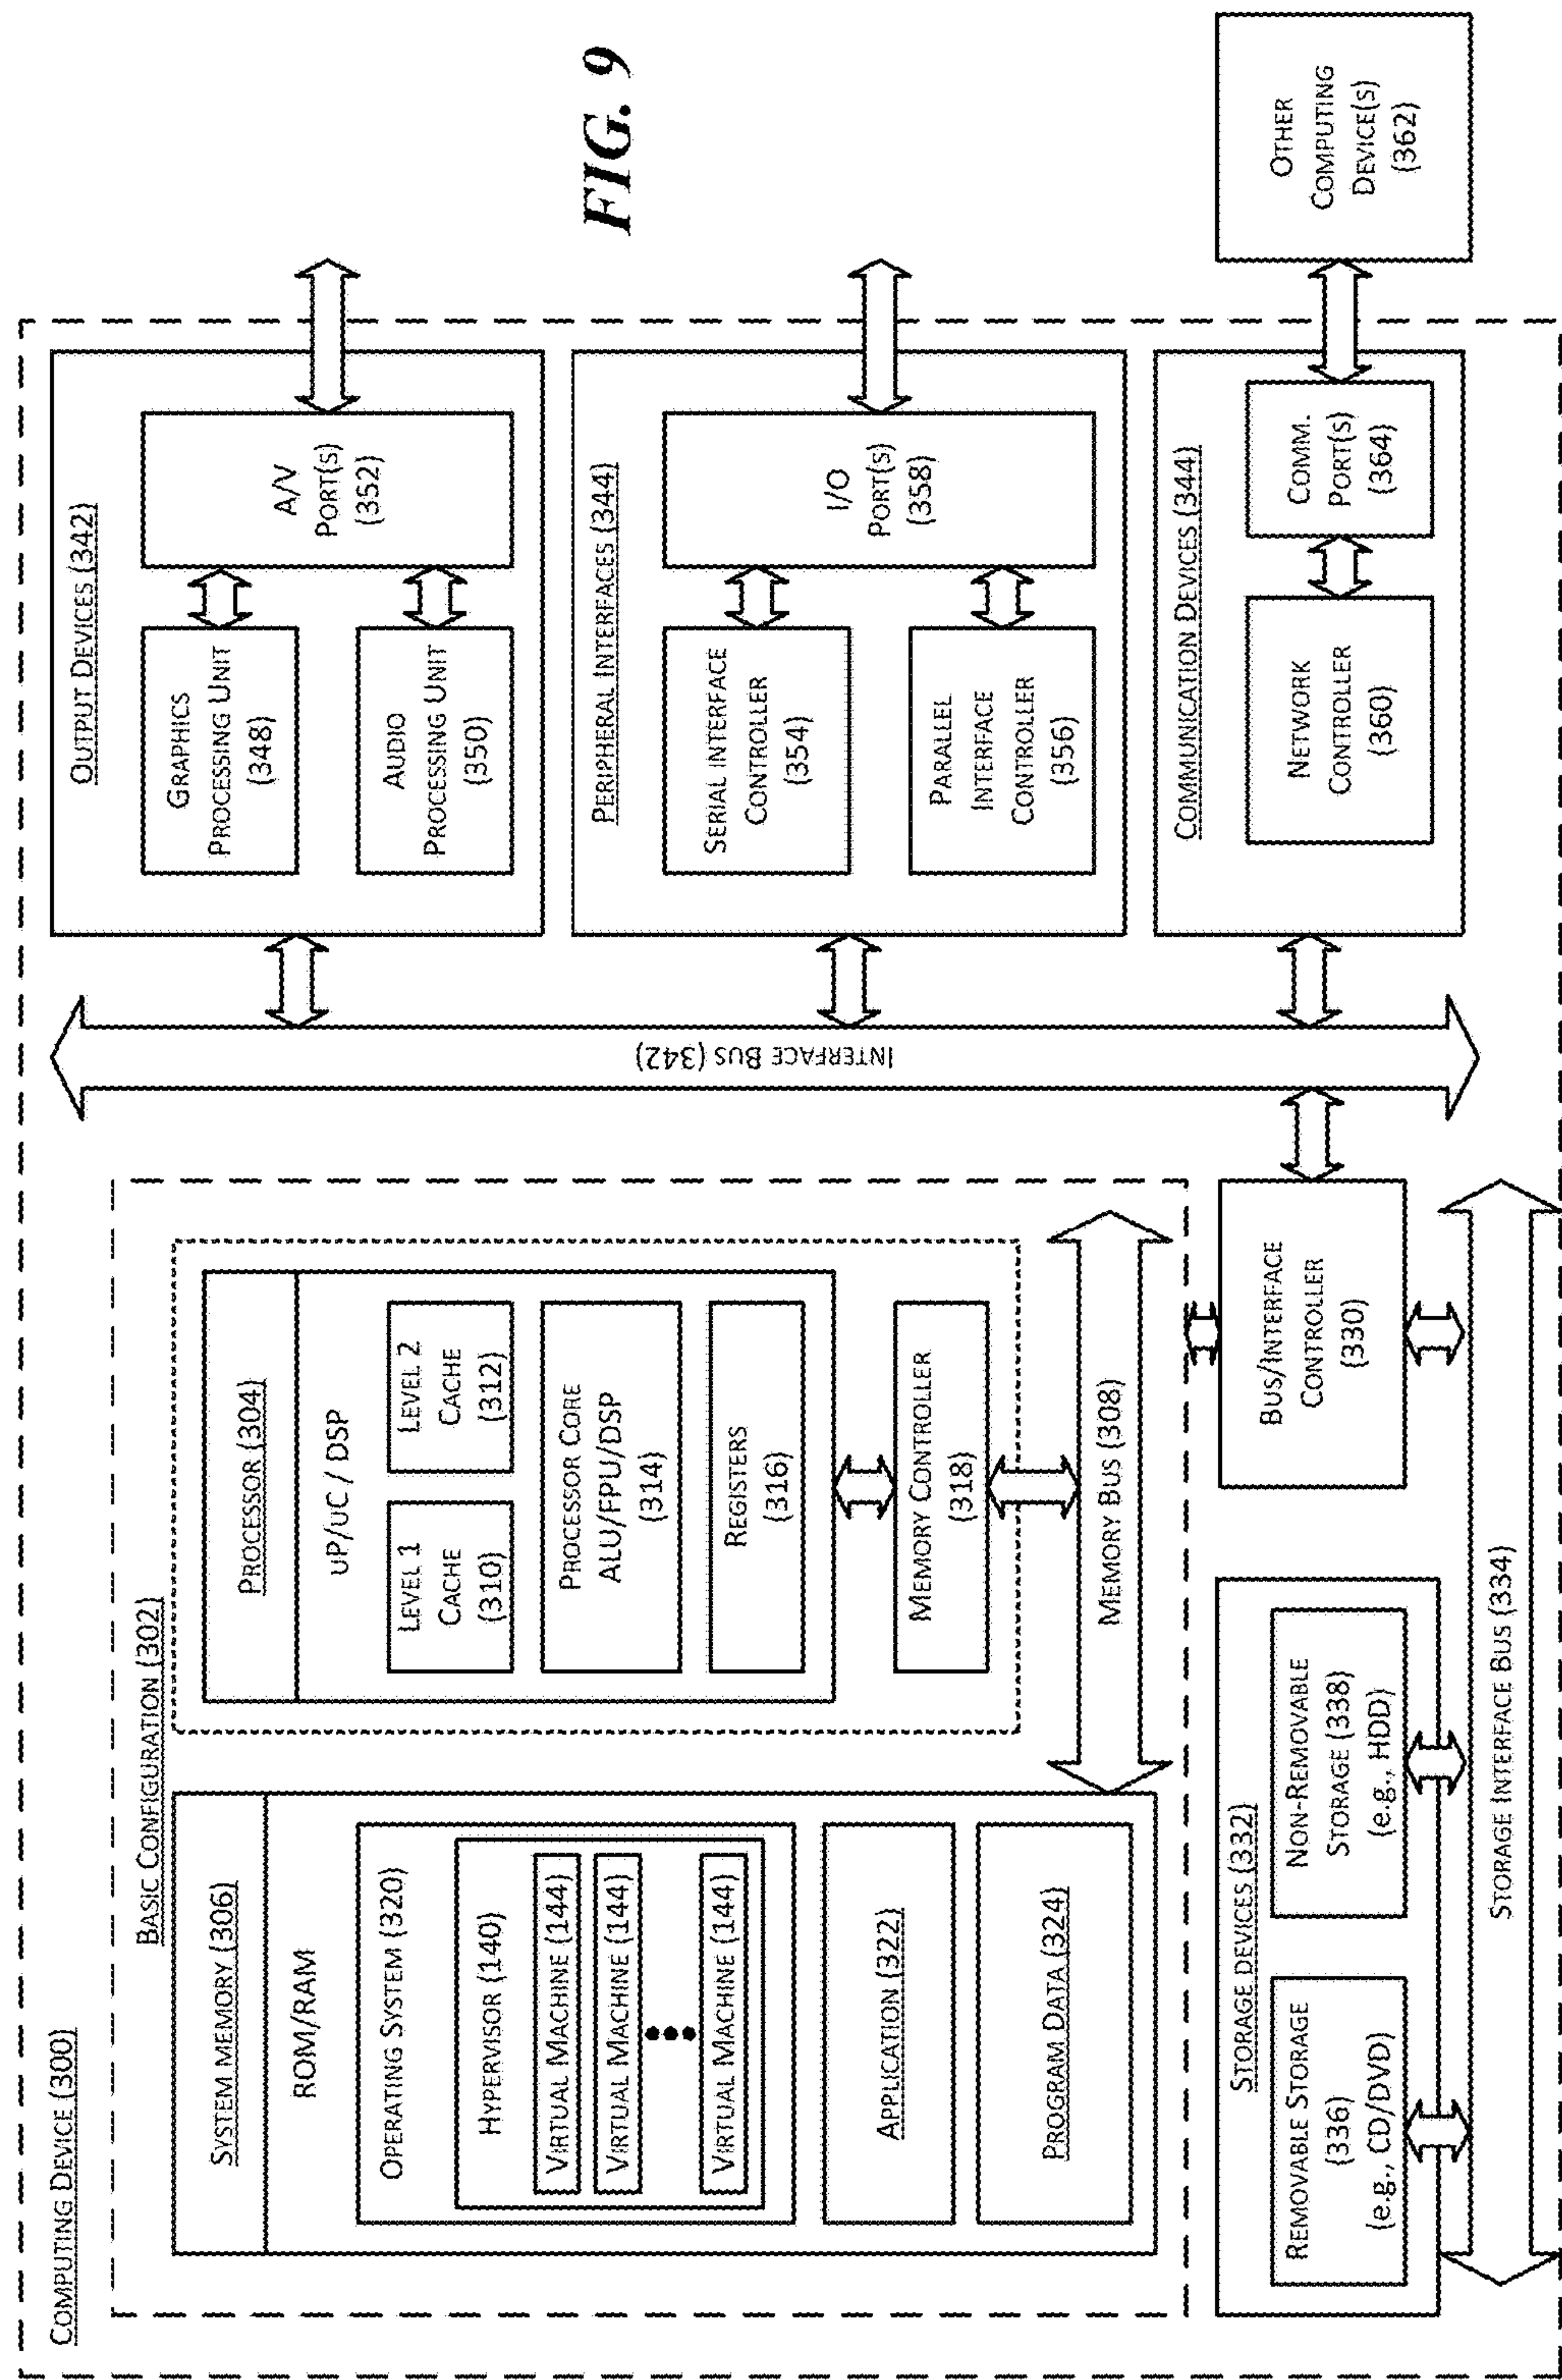 COMPUTING DEVICE (300)
BASIC CONFIGURATION (302)
SYSTEM MEMORY (306)
ROM/RAM
OPERATING SYSTEM (320)
HYPERVISOR (140)
VIRTUAL MACHINE (144)
VIRTUAL MACHINE (144)
VIRTUAL MACHINE (144)
APPLICATION (322)
PROGRAM DATA (324)
PROCESSOR (304)
uP/uC / DSP
LEVEL 1
CACHE
(310)
LEVEL 2
CACHE
(312)
PROCESSOR CORE
ALU/FPU/DSP
(314)
REGISTERS
(316)
MEMORY CONTROLLER
(318)
MEMORY BUS (308)
BUS/INTERFACE
CONTROLLER
(330)
STORAGE DEVICES (332)
REMOVABLE STORAGE
(336)
(e.g., CD/DVD)
NON-REMOVABLE
STORAGE (338)
(e.g., HDD)
STORAGE INTERFACE BUS (334)
INTERFACE BUS (342)
OUTPUT DEVICES (342)
GRAPHICS
PROCESSING UNIT
(348)
AUDIO
PROCESSING UNIT
(350)
A/V
PORT(S)
(352)
PERIPHERAL INTERFACES (344)
SERIAL INTERFACE
CONTROLLER
(354)
PARALLEL
INTERFACE
CONTROLLER
(356)
I/O
PORT(S)
(358)
COMMUNICATION DEVICES (344)
NETWORK
CONTROLLER
(360)
COMM.
PORT(S)
(364)
OTHER
COMPUTING
DEVICE(S)
(362)
FIG. 9